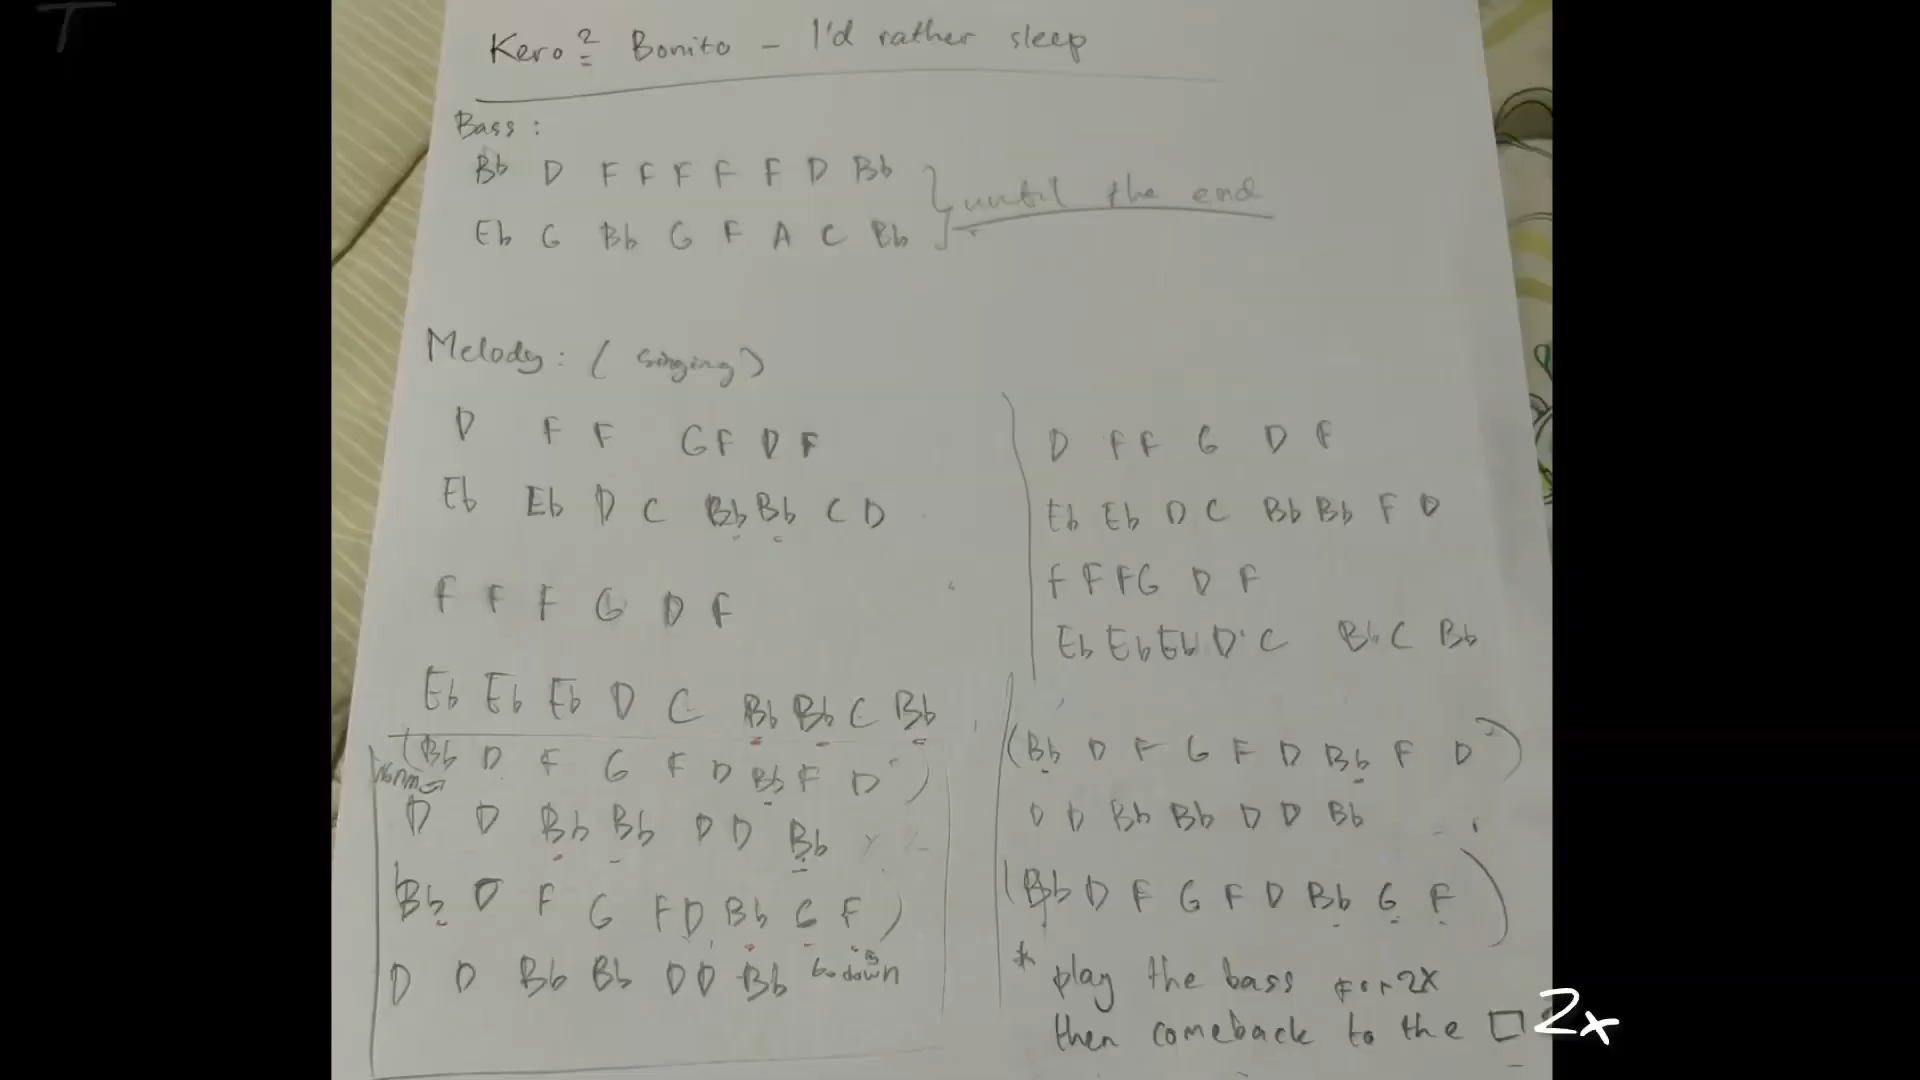 T
Kero² Bonito - I'd rather sleep
Bass :
Bb D F F F F F D Bb
Eb G Bb G F A C Bb
until the end
Melody : ( singing )
D F F G F D F
Eb Eb D C Bb Bb C D
F F F G D F
Eb Eb Eb D C Bb Bb C Bb
(Bb D F G F D Bb F D )
D D Bb Bb D D Bb
(Bb D F G F D Bb G F )
D D Bb Bb D D Bb Go down
D F F G D F
Eb Eb D C Bb Bb F D
F F F G D F
Eb Eb Eb D C Bb C Bb
(Bb D F G F D Bb F D )
D D Bb Bb D D Bb
(Bb D F G F D Bb G F )
* play the bass for 2x
then comeback to the □ 2x